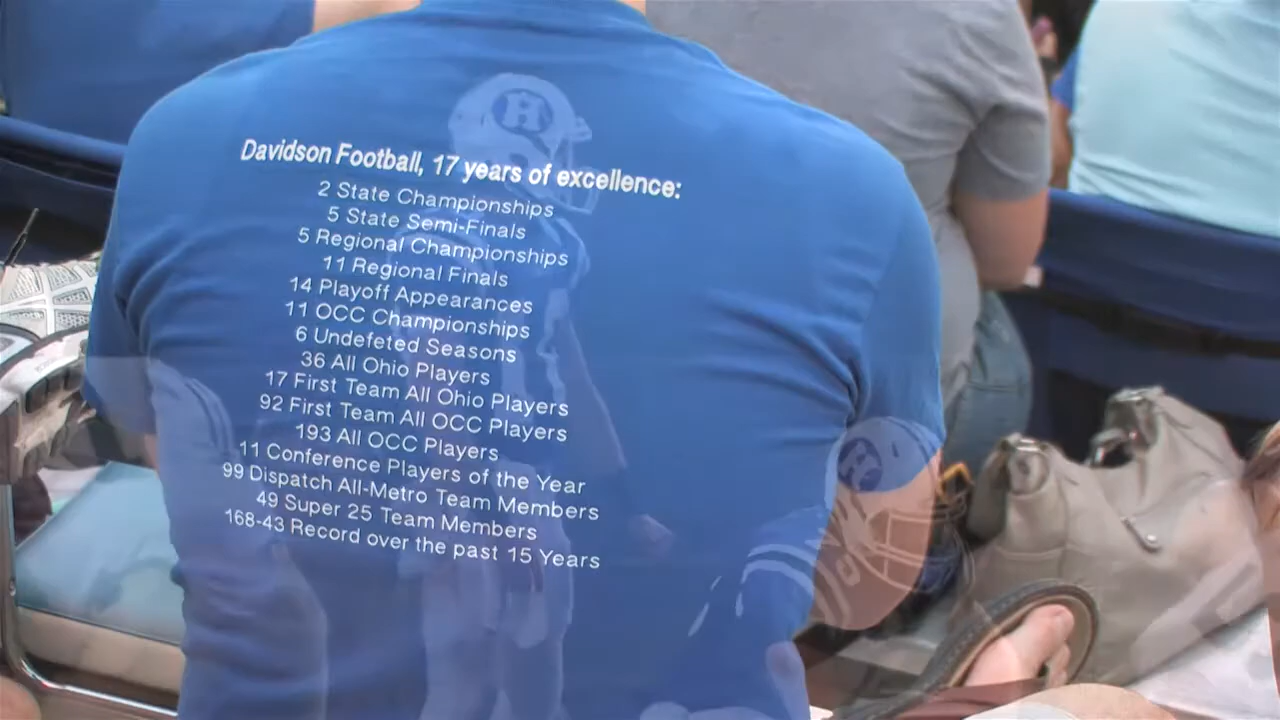 H
Davidson Football, 17 years of excellence:
2 State Championships
5 State Semi-Finals
5 Regional Championships
11 Regional Finals
14 Playoff Appearances
11 OCC Championships
6 Undefeted Seasons
36 All Ohio Players
17 First Team All Ohio Players
92 First Team All OCC Players
193 All OCC Players
11 Conference Players of the Year
99 Dispatch All-Metro Team Members
49 Super 25 Team Members
168-43 Record over the past 15 Years